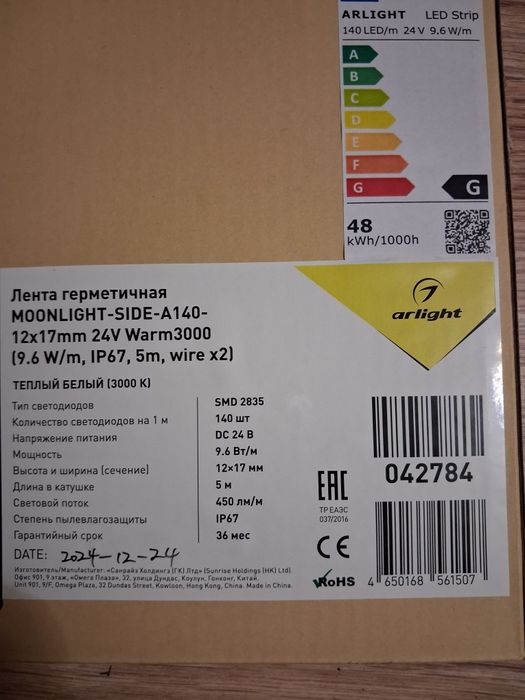 ARLIGHT LED Strip
140 LED/m 24 V 9.6 W/m
A
B
C
D
E
F
G
G
48
kWh/1000h
Лента герметичная
MOONLIGHT-SIDE-A140-
12x17mm 24V Warm3000
(9.6 W/m, IP67, 5m, wire x2)
ТЕПЛЫЙ БЕЛЫЙ (3000 К)
Тип светодиодов SMD 2835
Количество светодиодов на 1 м 140 шт
Напряжение питания DC 24 В
Мощность 9.6 Вт/м
Высота и ширина (сечение) 12×17 мм
Длина в катушке 5 м
Световой поток 450 лм/м
Степень пылевлагозащиты IP67
Гарантийный срок 36 мес
DATE: 2024-12-24
Изготовитель/Manufacturer: «Санрайз Холдингз (ГК) Лтд» (Sunrise Holdings (HK) Ltd).
Офис 901, 9 этаж, «Омега Плаза», 32, улица Дундас, Коулун, Гонконг, Китай.
Unit 901, 9/F, Omega Plaza, 32 Dundas Street, Kowloon, Hong Kong, China. Made in China.
arlight
042784
EAC
ТР ЕАЭС
037/2016
CE
RoHS
4 650168 561507